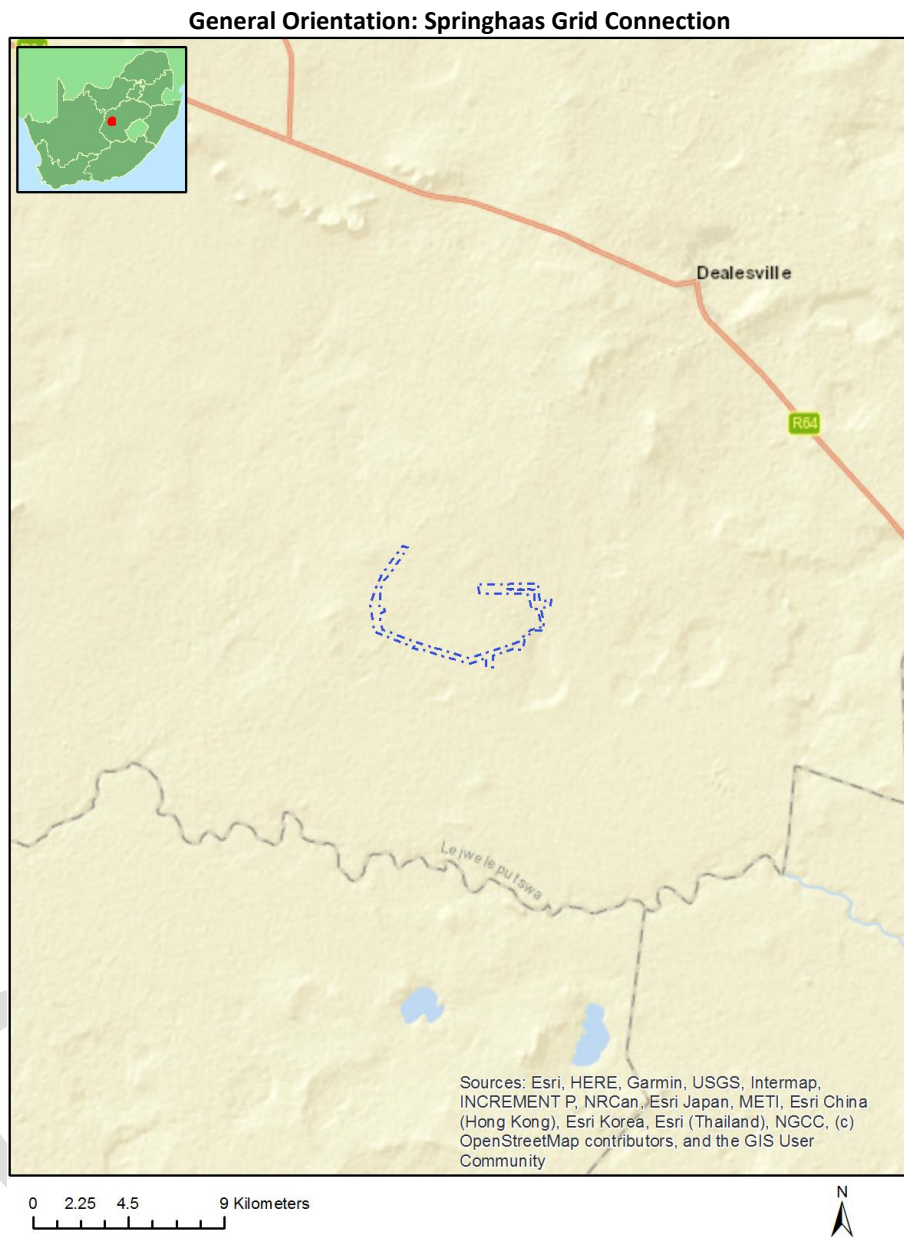 General Orientation: Springhaas Grid Connection
Dealesville
R64
Lejweleputswa
Sources: Esri, HERE, Garmin, USGS, Intermap,
INCREMENT P, NRCan, Esri Japan, METI, Esri China
(Hong Kong), Esri Korea, Esri (Thailand), NGCC, (c)
OpenStreetMap contributors, and the GIS User
Community
0 2.25 4.5 9 Kilometers
N